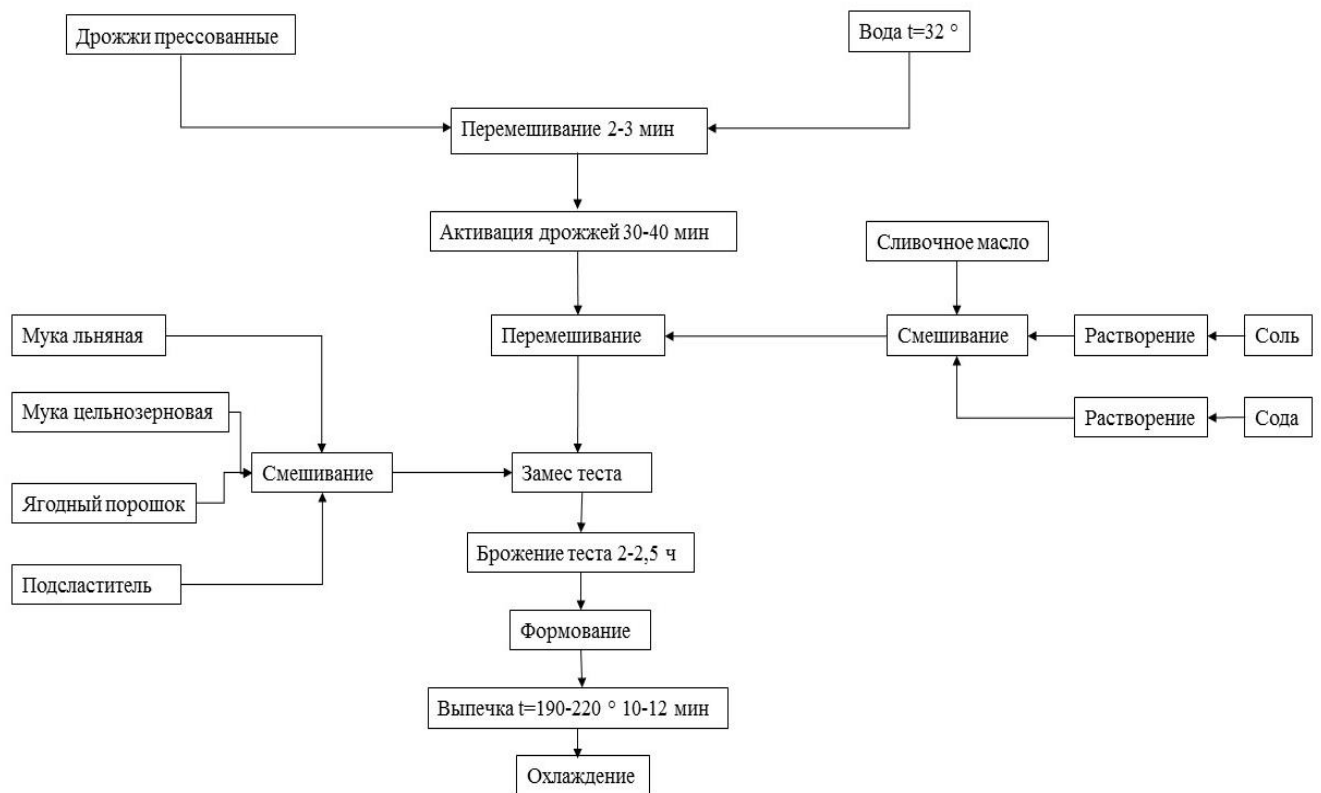 Дрожжи прессованные
Вода t=32 °
Перемешивание 2-3 мин
Активация дрожжей 30-40 мин
Сливочное масло
Мука льняная
Перемешивание
Смешивание
Растворение
Соль
Мука цельнозерновая
Растворение
Сода
Смешивание
Замес теста
Ягодный порошок
Брожение теста 2-2,5 ч
Подсластитель
Формование
Выпечка t=190-220 ° 10-12 мин
Охлаждение